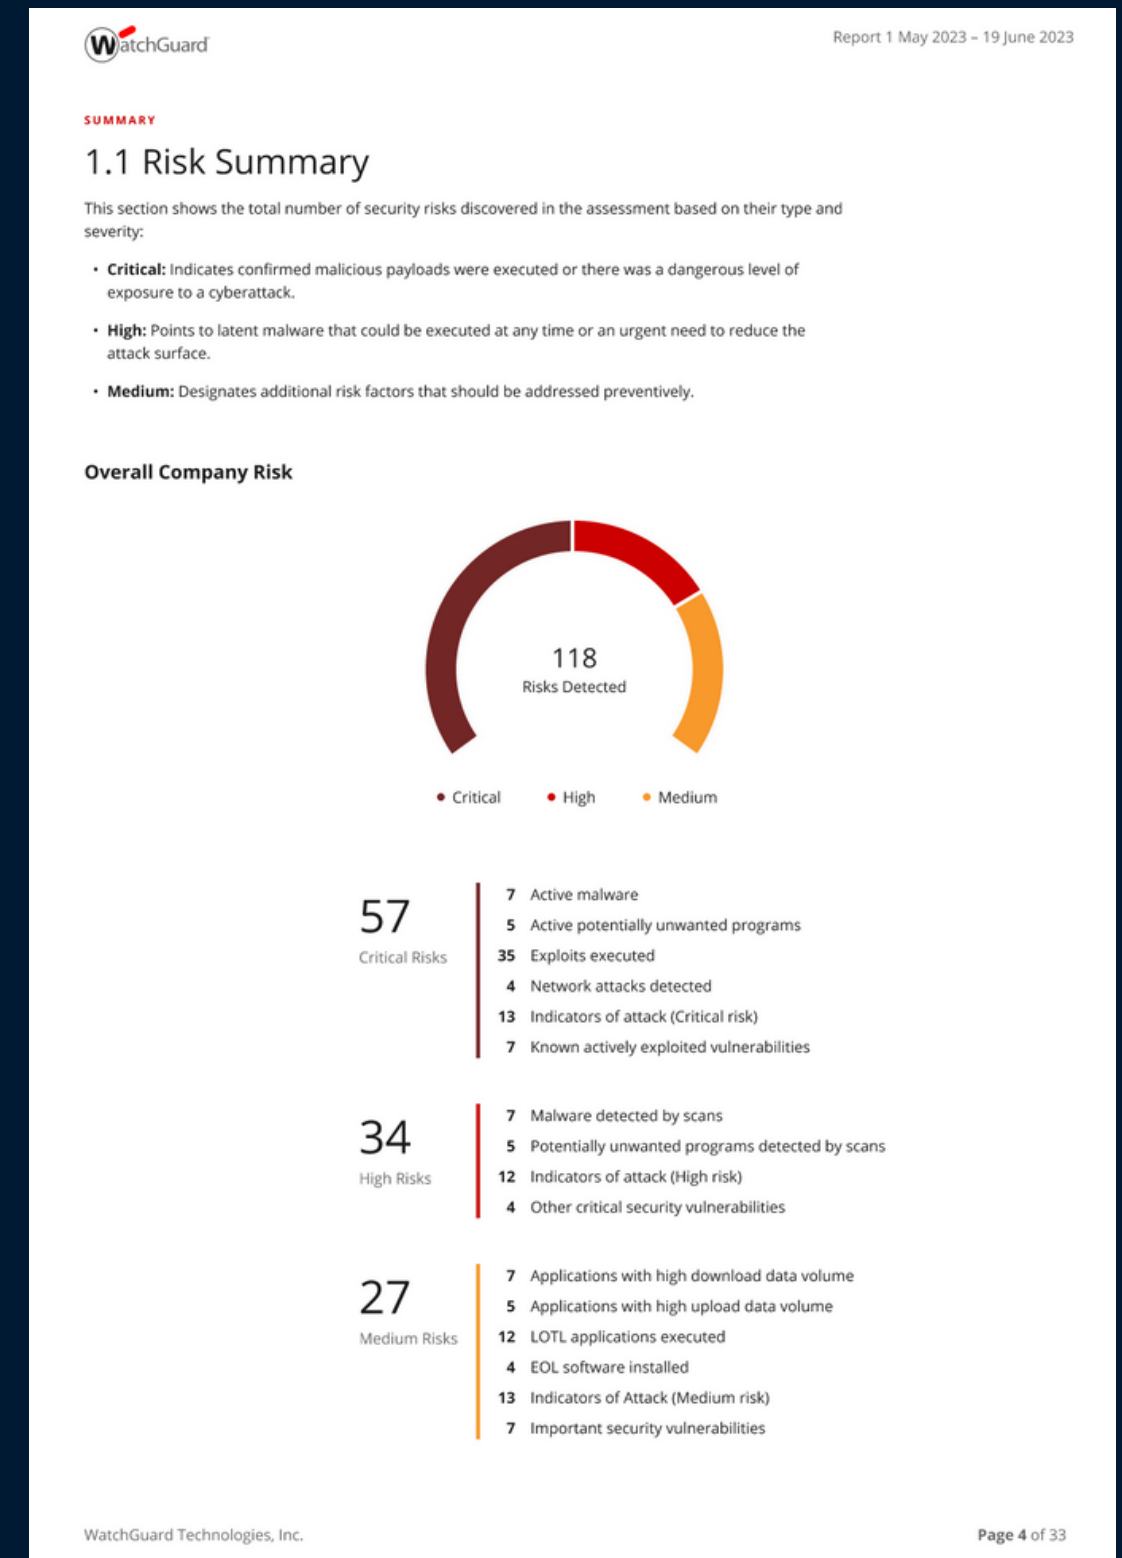 WatchGuard
Report 1 May 2023 – 19 June 2023
SUMMARY
1.1 Risk Summary
This section shows the total number of security risks discovered in the assessment based on their type and
severity:
• Critical: Indicates confirmed malicious payloads were executed or there was a dangerous level of
exposure to a cyberattack.
• High: Points to latent malware that could be executed at any time or an urgent need to reduce the
attack surface.
• Medium: Designates additional risk factors that should be addressed preventively.
Overall Company Risk
118
Risks Detected
• Critical • High • Medium
57
Critical Risks
7 Active malware
5 Active potentially unwanted programs
35 Exploits executed
4 Network attacks detected
13 Indicators of attack (Critical risk)
7 Known actively exploited vulnerabilities
34
High Risks
7 Malware detected by scans
5 Potentially unwanted programs detected by scans
12 Indicators of attack (High risk)
4 Other critical security vulnerabilities
27
Medium Risks
7 Applications with high download data volume
5 Applications with high upload data volume
12 LOTL applications executed
4 EOL software installed
13 Indicators of Attack (Medium risk)
7 Important security vulnerabilities
WatchGuard Technologies, Inc.
Page 4 of 33